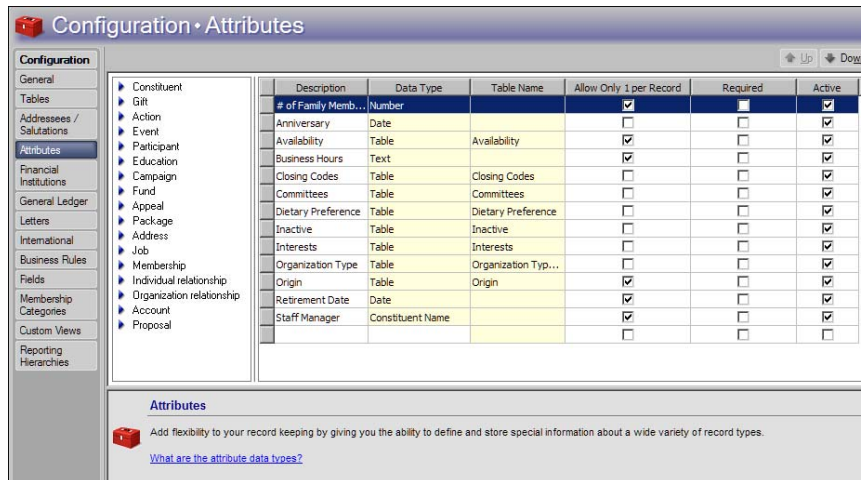 Configuration • Attributes
Up Dow
Configuration
General
Tables
Addressees /
Salutations
Attributes
Financial
Institutions
General Ledger
Letters
International
Business Rules
Fields
Membership
Categories
Custom Views
Reporting
Hierarchies
Constituent
Gift
Action
Event
Participant
Education
Campaign
Fund
Appeal
Package
Address
Job
Membership
Individual relationship
Organization relationship
Account
Proposal
Description Data Type Table Name Allow Only 1 per Record Required Active
# of Family Memb... Number
Anniversary Date
Availability Table Availability
Business Hours Text
Closing Codes Table Closing Codes
Committees Table Committees
Dietary Preference Table Dietary Preference
Inactive Table Inactive
Interests Table Interests
Organization Type Table Organization Typ...
Origin Table Origin
Retirement Date Date
Staff Manager Constituent Name
Attributes
Add flexibility to your record keeping by giving you the ability to define and store special information about a wide variety of record types.
What are the attribute data types?